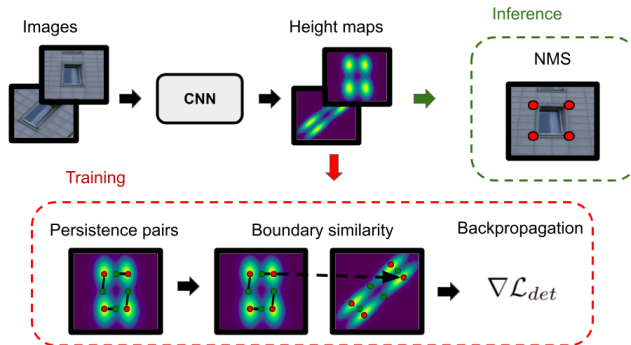 Inference
Images
Height maps
NMS
CNN
Training
Persistence pairs
Boundary similarity
Backpropagation
∇ℒ_det